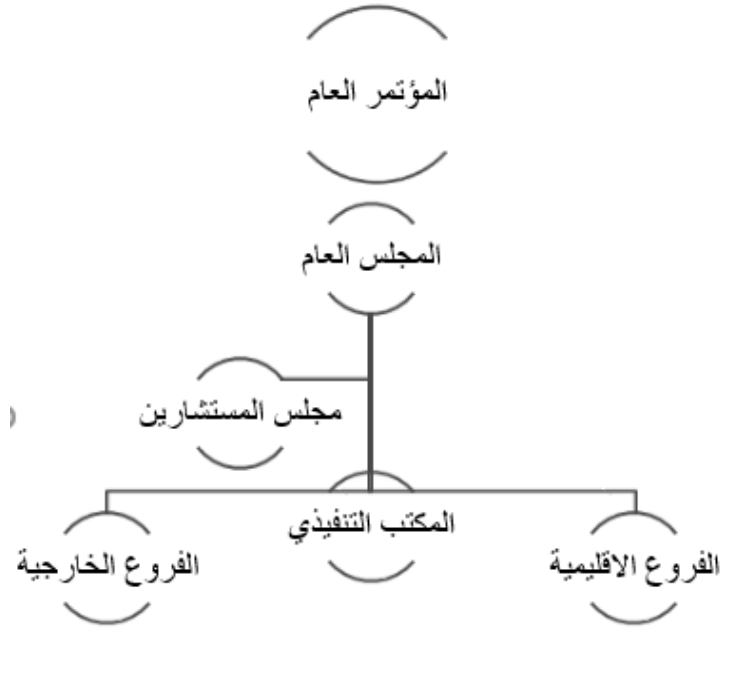 المؤتمر العام
المجلس العام
مجلس المستشارين
المكتب التنفيذي
الفروع الاقليمية
الفروع الخارجية